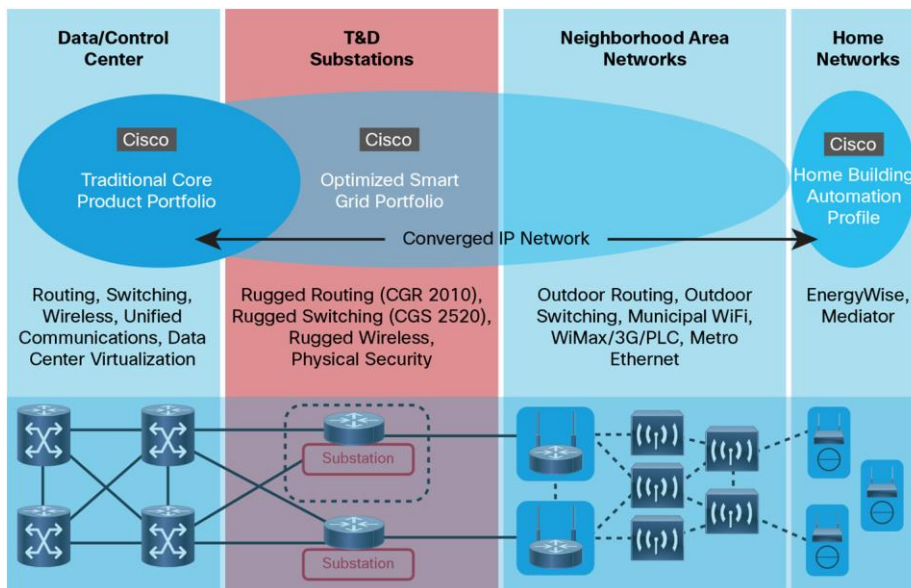 Data/Control
Center
T&D
Substations
Neighborhood Area
Networks
Home
Networks
Cisco
Traditional Core
Product Portfolio
Cisco
Optimized Smart
Grid Portfolio
Cisco
Home Building
Automation
Profile
Converged IP Network
Routing, Switching,
Wireless, Unified
Communications, Data
Center Virtualization
Rugged Routing (CGR 2010),
Rugged Switching (CGS 2520),
Rugged Wireless,
Physical Security
Outdoor Routing, Outdoor
Switching, Municipal WiFi,
WiMax/3G/PLC, Metro
Ethernet
EnergyWise,
Mediator
Substation
Substation